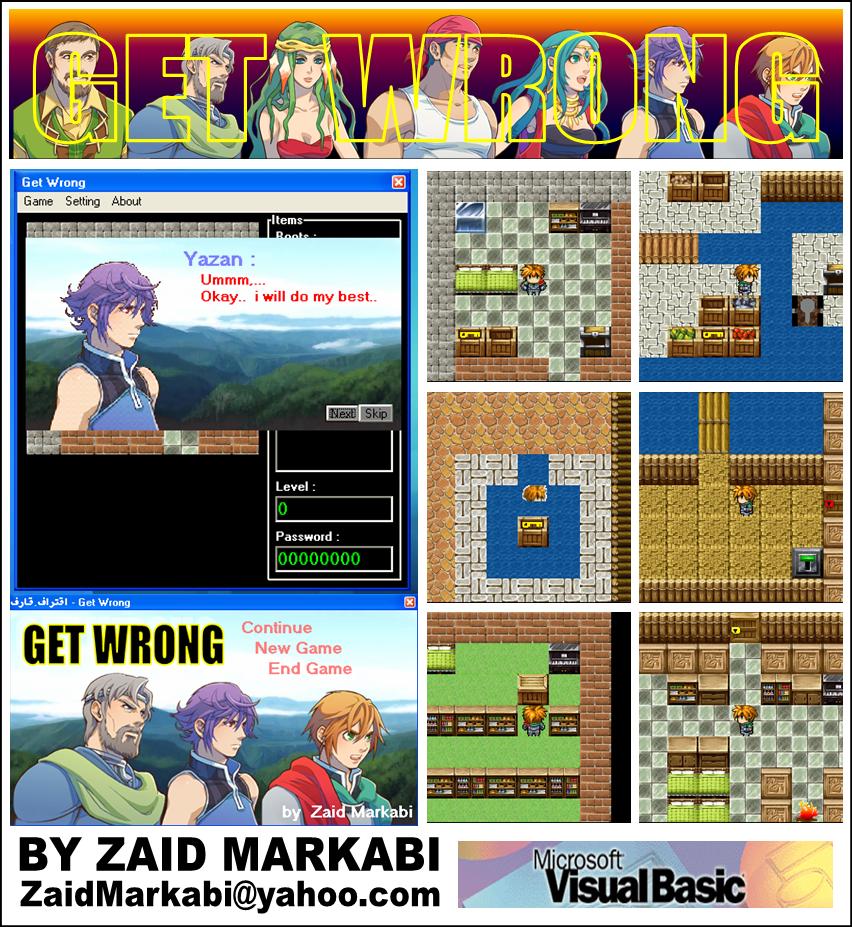 GET WRONG
Get Wrong
Game Setting About
Items
Boots :
Yazan :
Ummm,...
Okay.. i will do my best..
Next Skip
Level :
0
Password :
00000000
اقتراف قارف - Get Wrong
GET WRONG
Continue
New Game
End Game
by Zaid Markabi
BY ZAID MARKABI
ZaidMarkabi@yahoo.com
Microsoft
Visual Basic
5